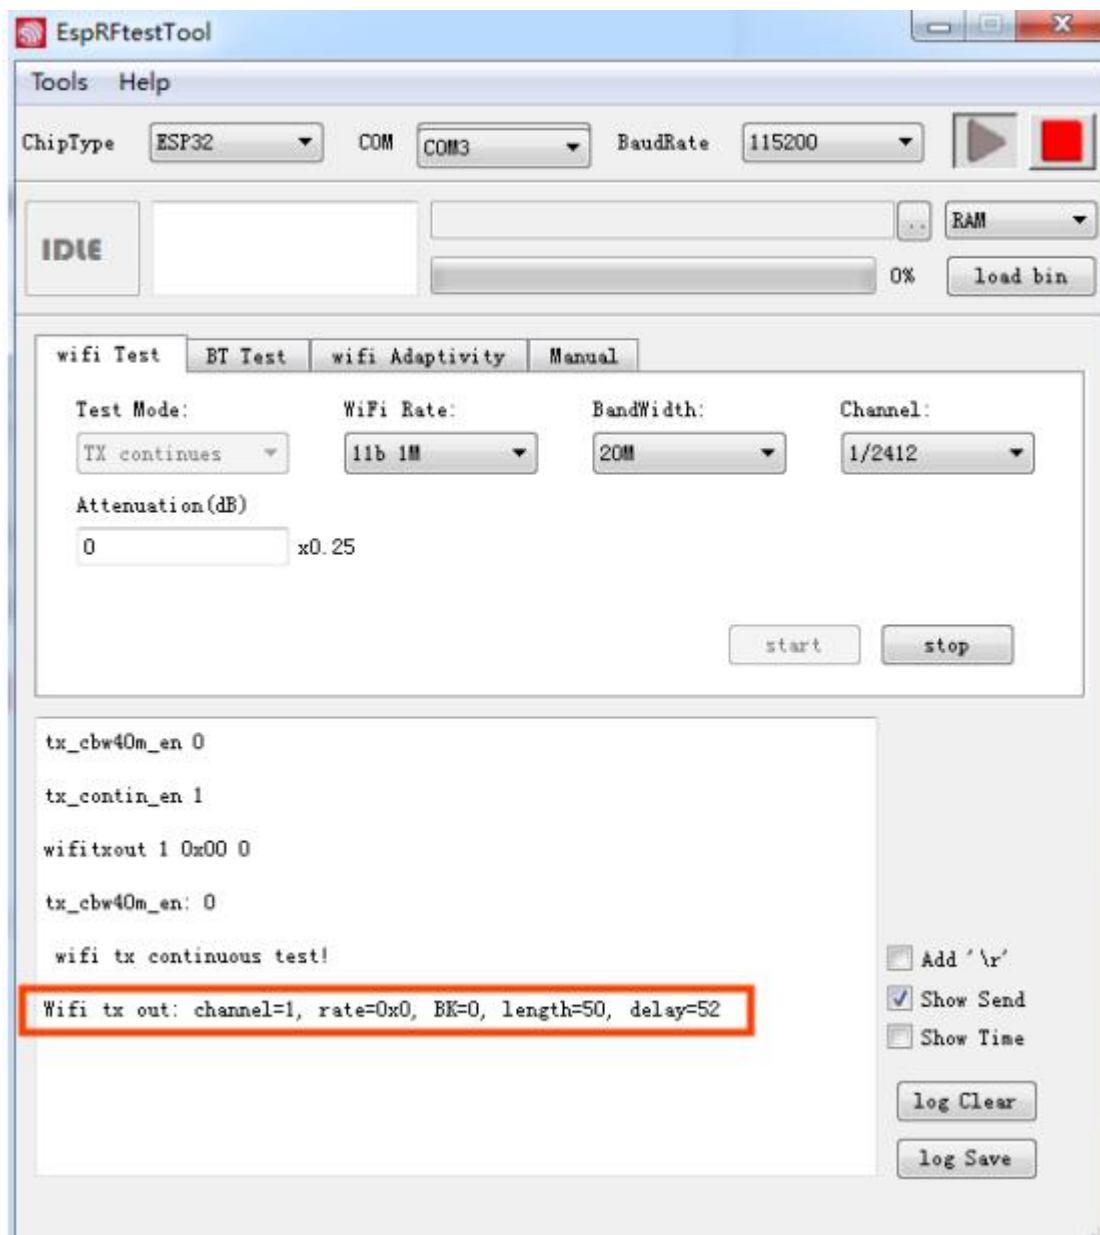 EspRFtestTool
Tools Help
ChipType ESP32 COM COM3 BaudRate 115200
IDLE
..
RAM
0% load bin
wifi Test BT Test wifi Adaptivity Manual
Test Mode: WiFi Rate: BandWidth: Channel:
TX continues 11b 1M 20M 1/2412
Attenuation(dB)
0 x0.25
start stop
tx_cbw40m_en 0
tx_contin_en 1
wifitxout 1 0x00 0
tx_cbw40m_en: 0
wifi tx continuous test!
Wifi tx out: channel=1, rate=0x0, BK=0, length=50, delay=52
Add '\r'
Show Send
Show Time
log Clear
log Save